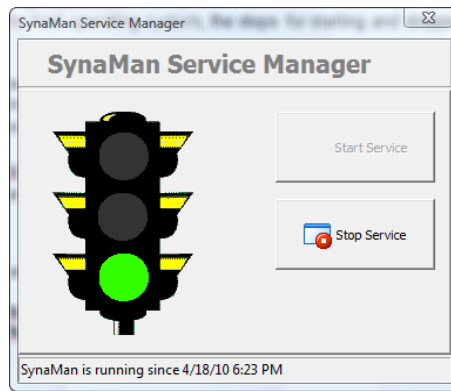 SynaMan Service Manager
SynaMan Service Manager
Start Service
Stop Service
SynaMan is running since 4/18/10 6:23 PM